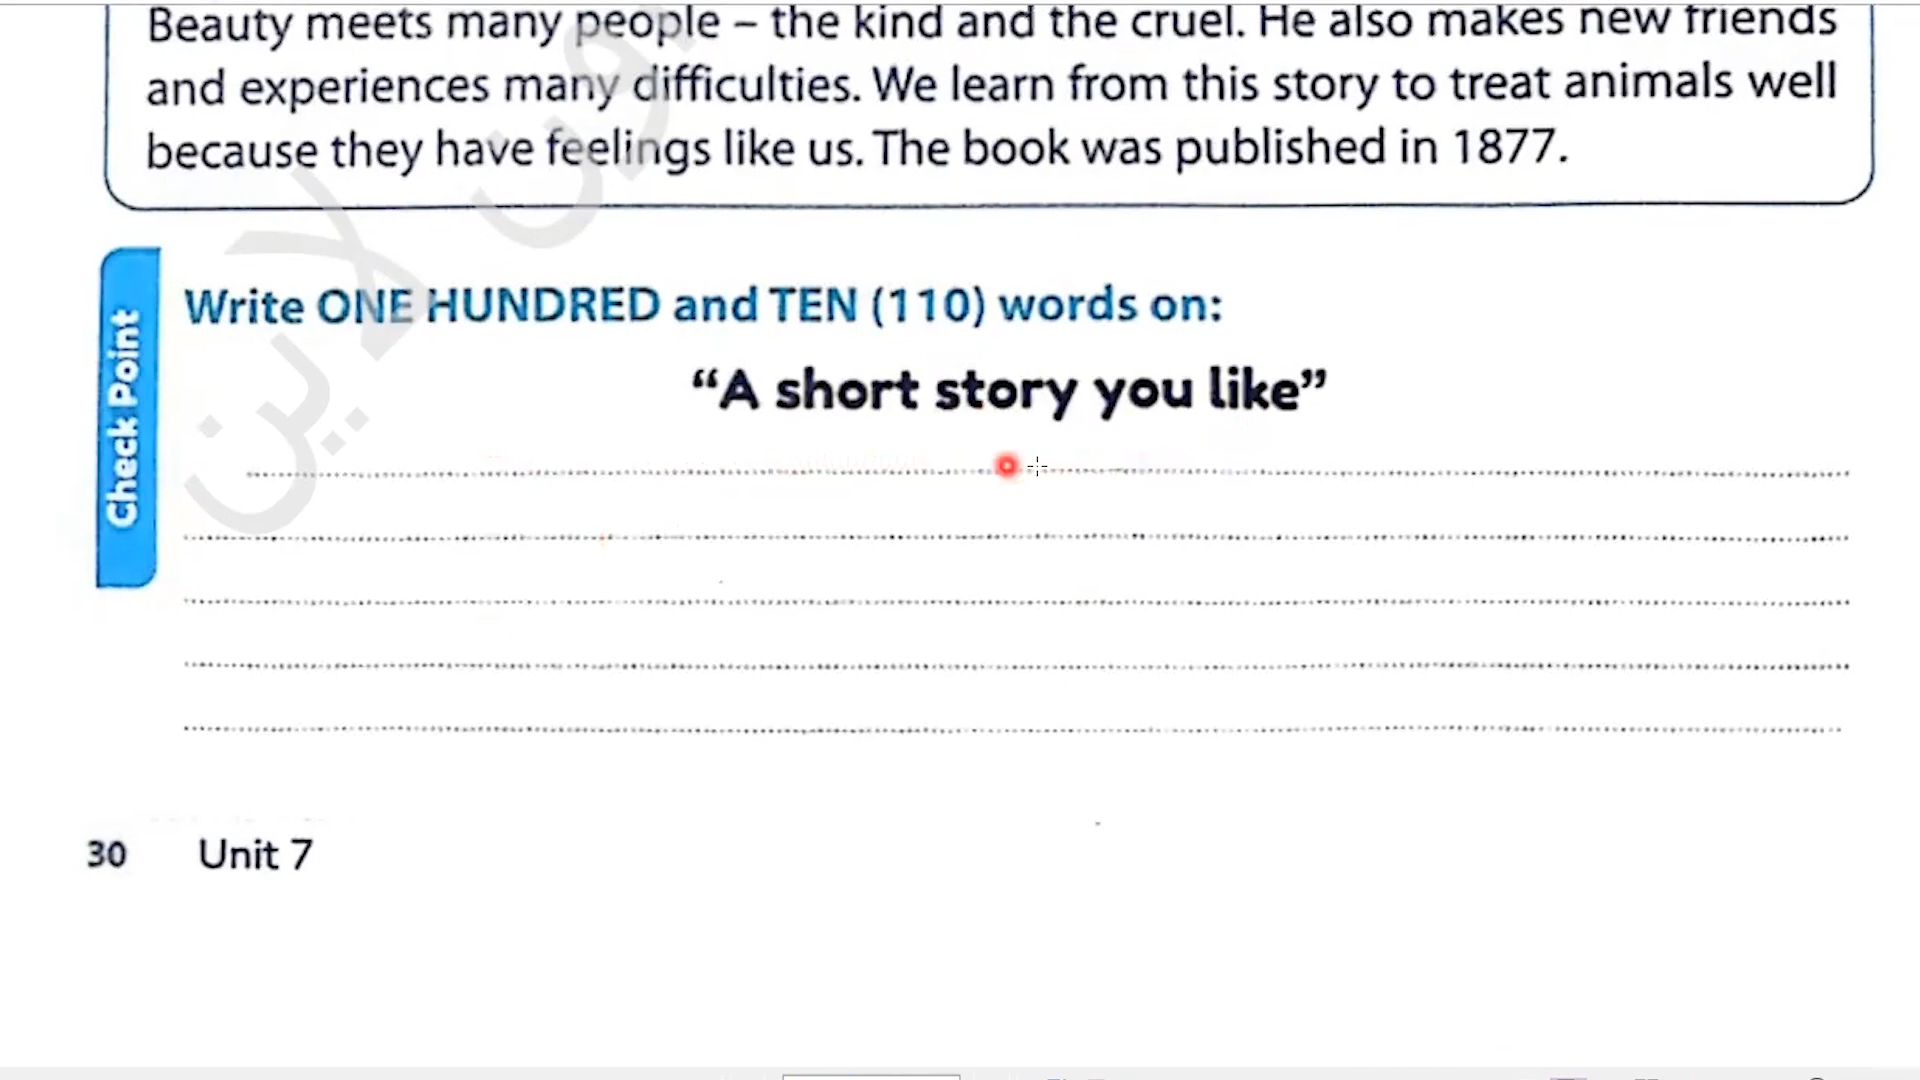 Beauty meets many people – the kind and the cruel. He also makes new friends
and experiences many difficulties. We learn from this story to treat animals well
because they have feelings like us. The book was published in 1877.
Check Point
Write ONE HUNDRED and TEN (110) words on:
“A short story you like”
30 Unit 7
لاين